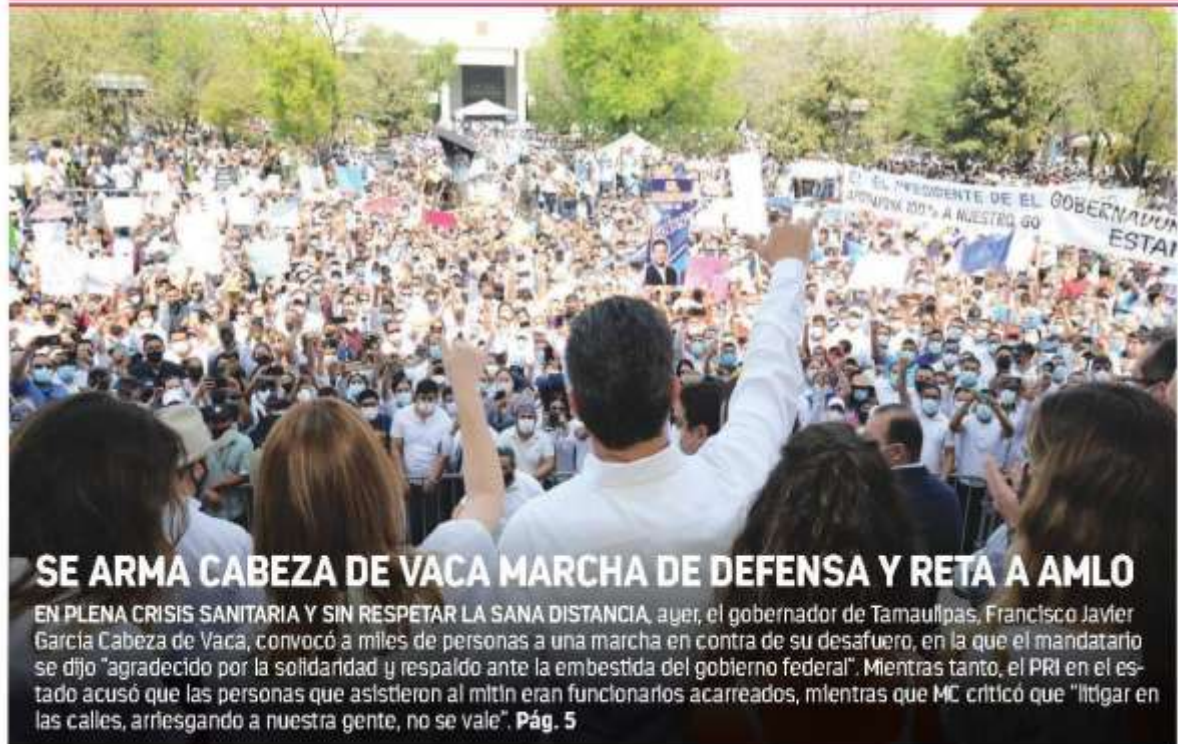 EL PRESIDENTE DE EL GOBERNADOR
100% A NUESTRO GO
ESTA
SE ARMA CABEZA DE VACA MARCHA DE DEFENSA Y RETA A AMLO
EN PLENA CRISIS SANITARIA Y SIN RESPETAR LA SANA DISTANCIA, ayer, el gobernador de Tamaulipas, Francisco Javier
García Cabeza de Vaca, convocó a miles de personas a una marcha en contra de su desafuero, en la que el mandatario
se dijo "agradecido por la solidaridad y respaldo ante la embestida del gobierno federal". Mientras tanto, el PRI en el es-
tado acusó que las personas que asistieron al mitin eran funcionarios acarreados, mientras que MC criticó que "litigar en
las calles, arriesgando a nuestra gente, no se vale". Pág. 5